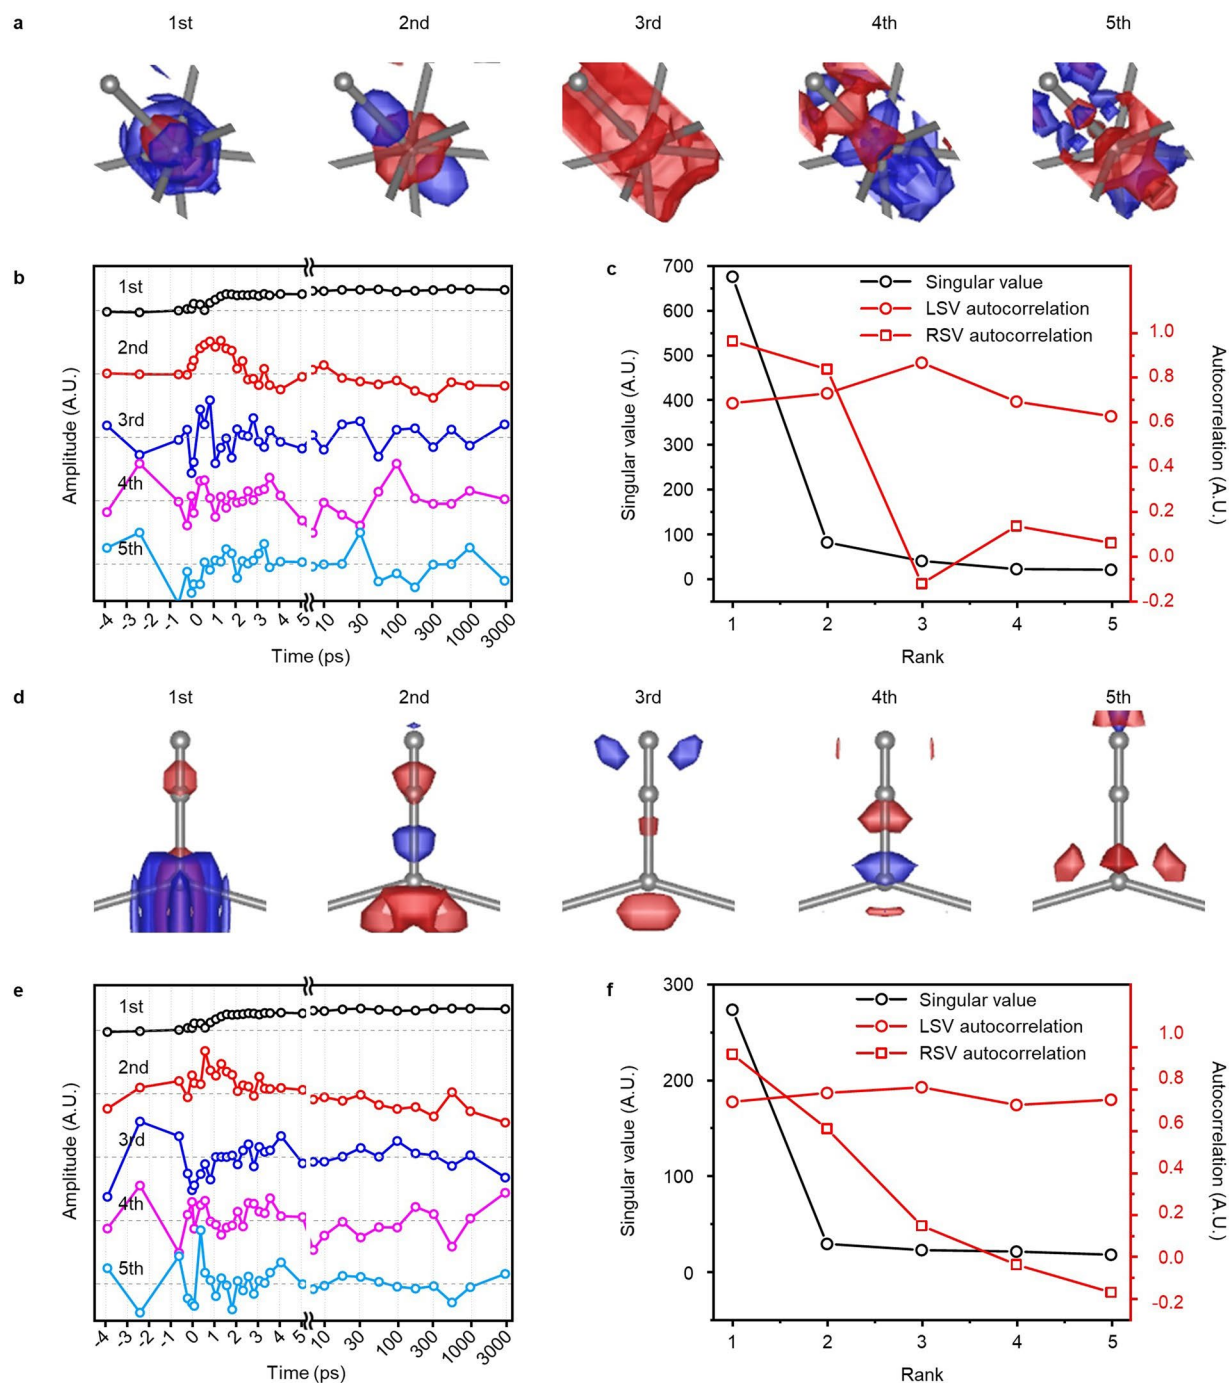 a
1st 2nd 3rd 4th 5th
b
1st
2nd
3rd
4th
5th
Amplitude (A.U.)
-4 -3 -2 -1 0 1 2 3 4 5 10 30 100 300 1000 3000
Time (ps)
c
Singular value
LSV autocorrelation
RSV autocorrelation
700
600
500
400
300
200
100
0
Singular value (A.U.)
1.0
0.8
0.6
0.4
0.2
0.0
-0.2
Autocorrelation (A.U.)
1 2 3 4 5
Rank
d
1st 2nd 3rd 4th 5th
e
1st
2nd
3rd
4th
5th
Amplitude (A.U.)
-4 -3 -2 -1 0 1 2 3 4 5 10 30 100 300 1000 3000
Time (ps)
f
Singular value
LSV autocorrelation
RSV autocorrelation
300
200
100
0
Singular value (A.U.)
1.0
0.8
0.6
0.4
0.2
0.0
-0.2
Autocorrelation (A.U.)
1 2 3 4 5
Rank